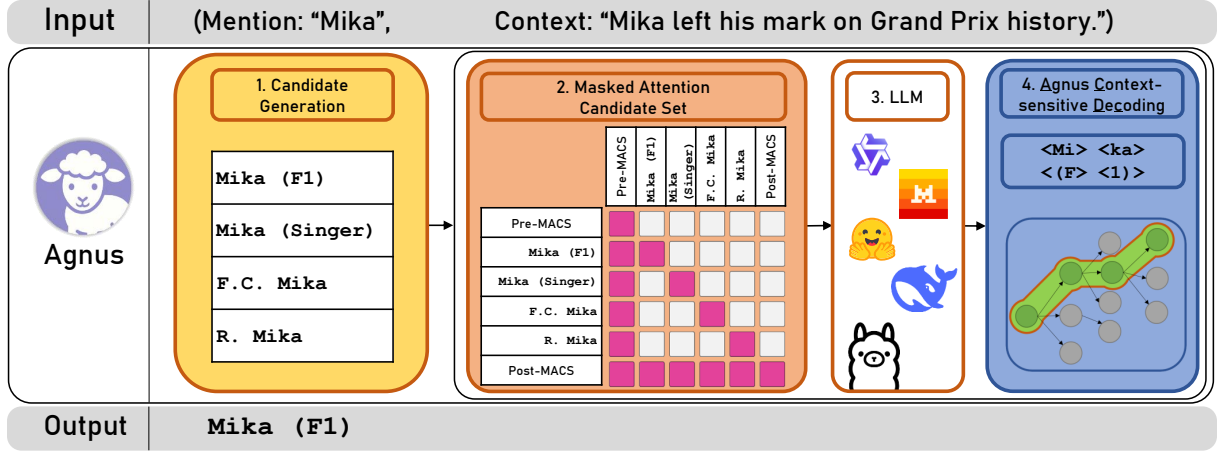 Input
(Mention: “Mika”,
Context: “Mika left his mark on Grand Prix history.”)
Agnus
1. Candidate
Generation
Mika (F1)
Mika (Singer)
F.C. Mika
R. Mika
2. Masked Attention
Candidate Set
Pre-MACS
Mika (F1)
Mika
(Singer)
F.C. Mika
R. Mika
Post-MACS
Pre-MACS
Mika (F1)
Mika (Singer)
F.C. Mika
R. Mika
Post-MACS
3. LLM
M
4. Agnus Context-
sensitive Decoding
<Mi> <ka>
<(F> <1)>
Output
Mika (F1)